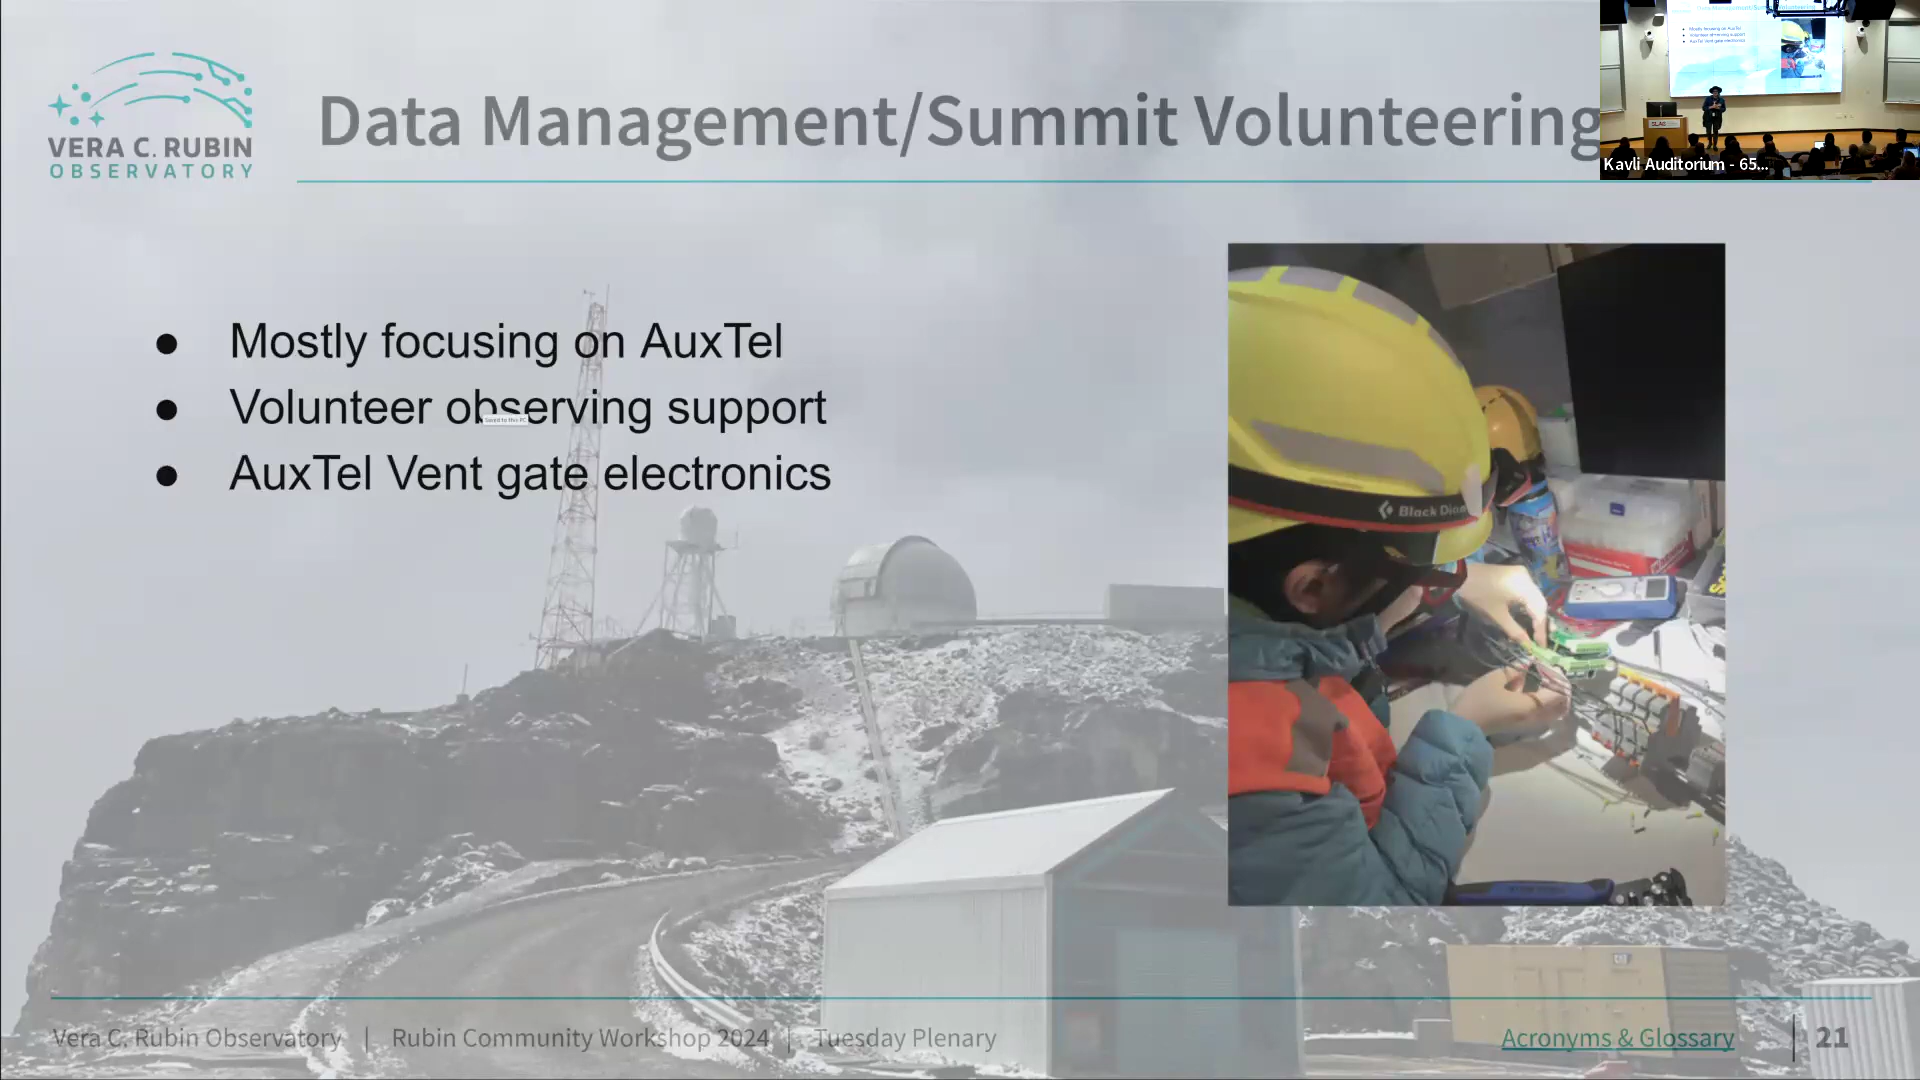 VERA C. RUBIN
OBSERVATORY
Data Management/Summit Volunteering
Kavli Auditorium - 65...
● Mostly focusing on AuxTel
● Volunteer observing support
● AuxTel Vent gate electronics
Black Diam
Vera C. Rubin Observatory | Rubin Community Workshop 2024 | Tuesday Plenary
Acronyms & Glossary | 21